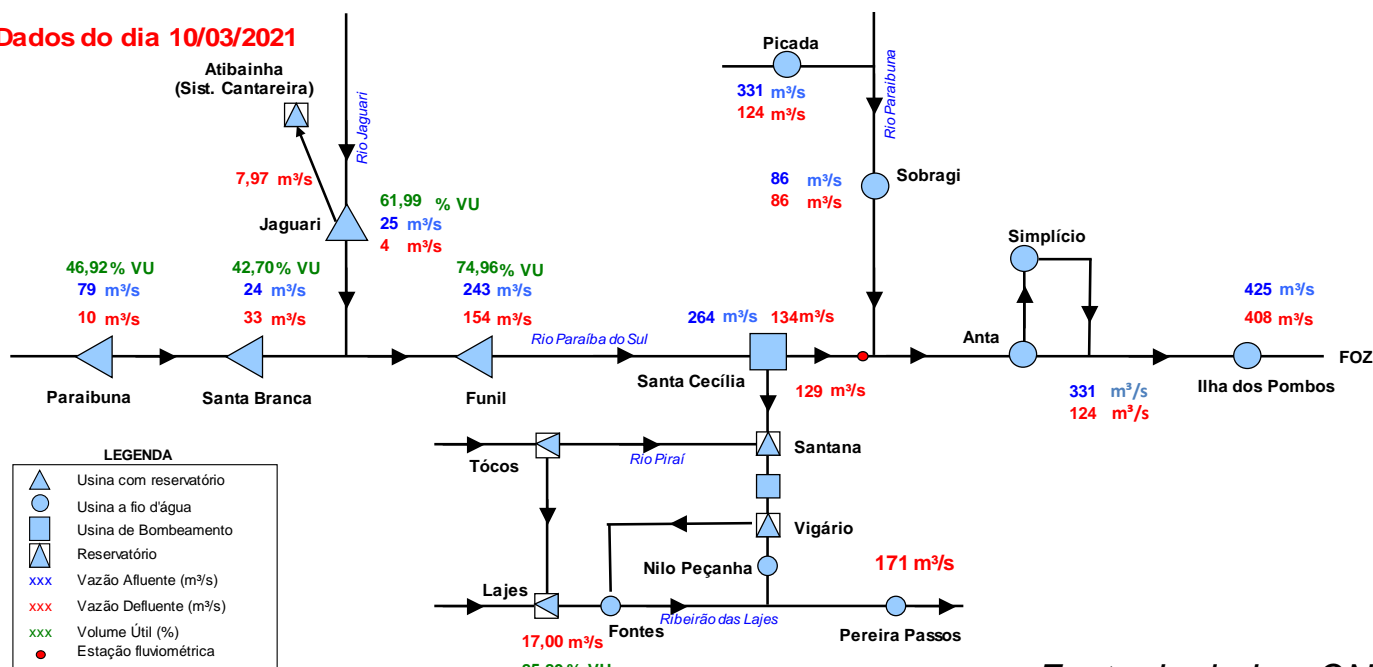 Dados do dia 10/03/2021
Picada
331 m³/s
124 m³/s
Rio Paraibuna
Atibainha
(Sist. Cantareira)
Rio Jaguari
7,97 m³/s
61,99 % VU
Jaguari
25 m³/s
4 m³/s
86 m³/s
86 m³/s
Sobragi
Simplício
46,92% VU
79 m³/s
10 m³/s
42,70% VU
24 m³/s
33 m³/s
74,96% VU
243 m³/s
154 m³/s
Rio Paraíba do Sul
264 m³/s
134m³/s
Anta
425 m³/s
408 m³/s
FOZ
Paraibuna
Santa Branca
Funil
Santa Cecília
129 m³/s
331 m³/s
124 m³/s
Ilha dos Pombos
Tócos
Rio Piraí
Santana
Vigário
Nilo Peçanha
171 m³/s
Lajes
Fontes
Ribeirão das Lajes
Pereira Passos
17,00 m³/s
LEGENDA
Usina com reservatório
Usina a fio d'água
Usina de Bombeamento
Reservatório
xxx Vazão Afluente (m³/s)
xxx Vazão Defluente (m³/s)
xxx Volume Útil (%)
Estação fluviométrica
% VU